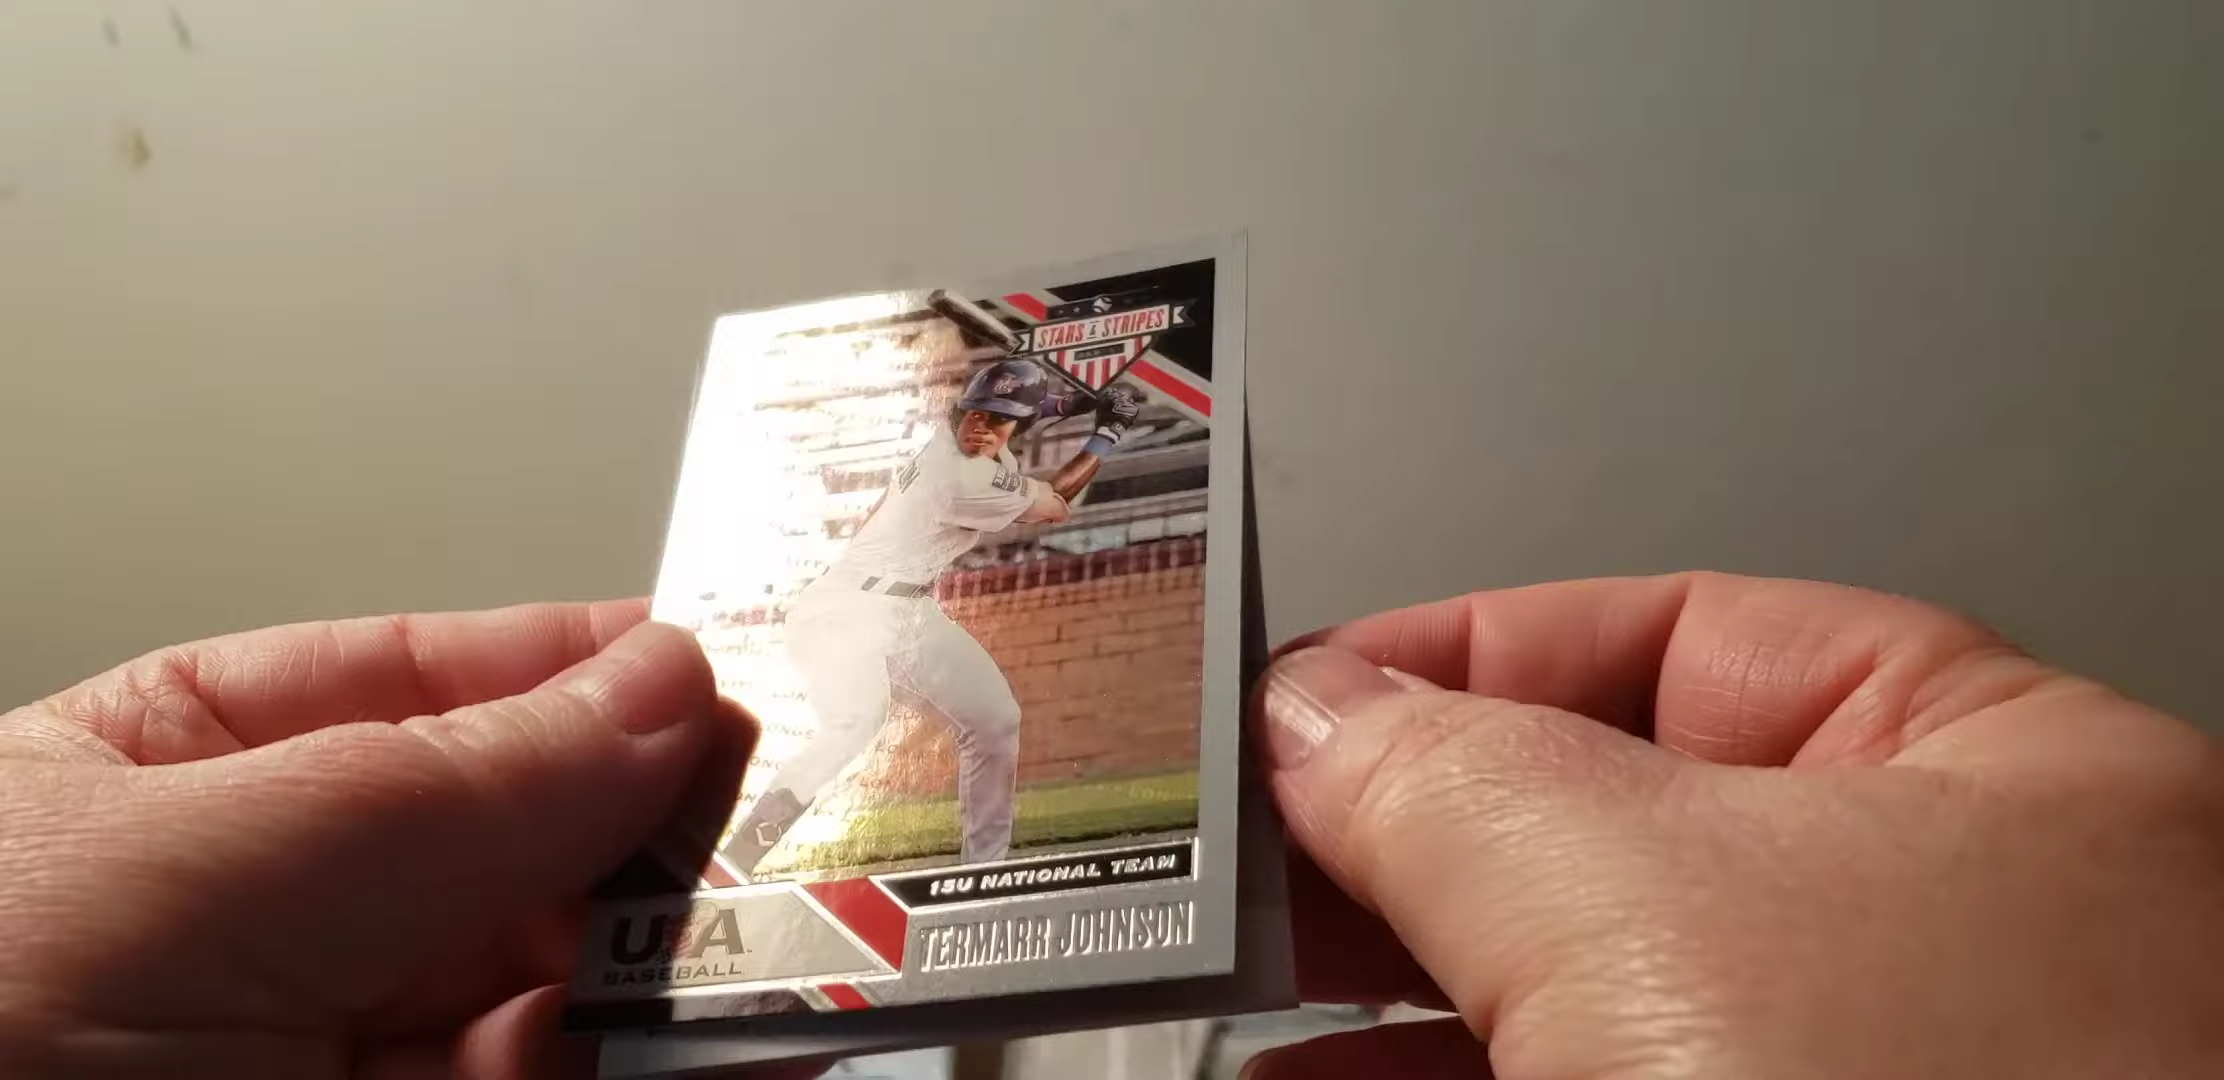 STARS & STRIPES
15U NATIONAL TEAM
TERMARR JOHNSON
USA
BASEBALL